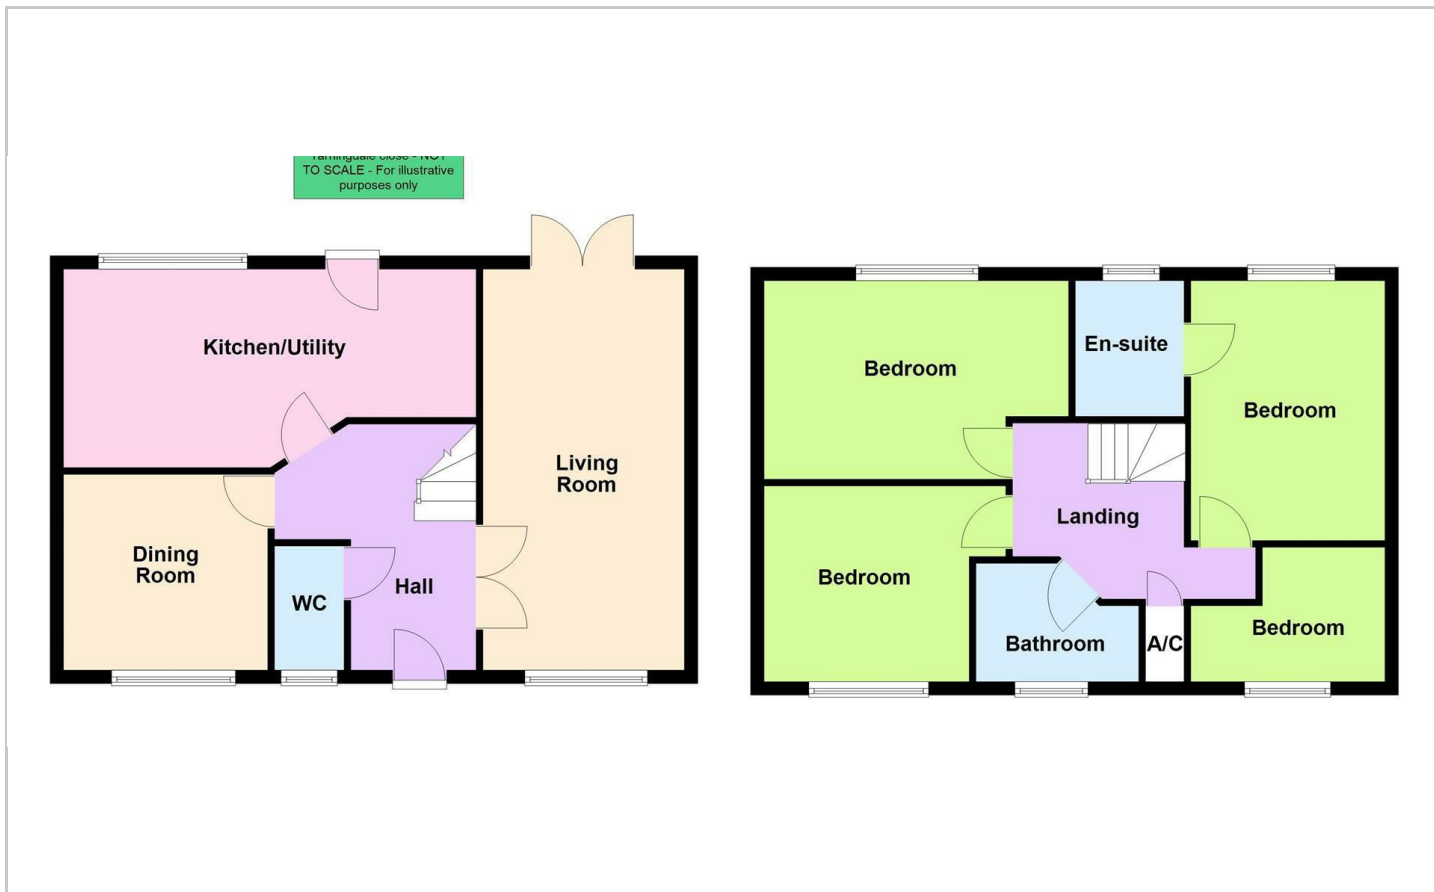 TO SCALE - For illustrative
purposes only
Kitchen/Utility
Living
Room
Dining
Room
WC
Hall
Bedroom
En-suite
Bedroom
Landing
Bedroom
Bathroom
A/C
Bedroom